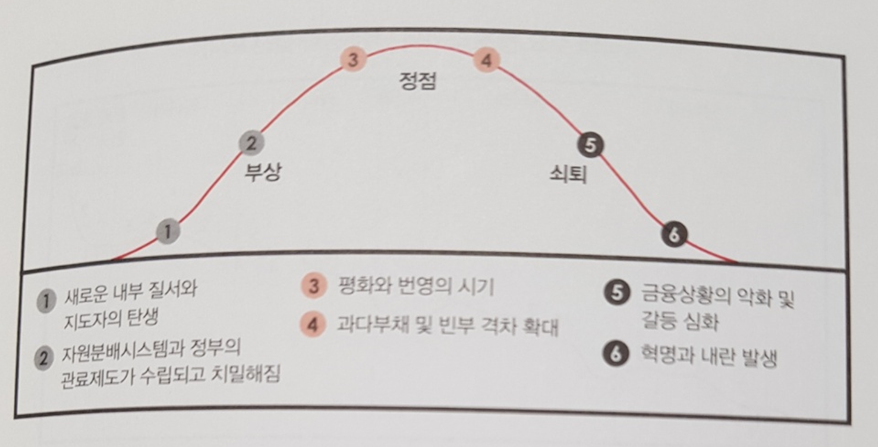 3
4
정점
2
부상
5
쇠퇴
1
6
1 새로운 내부 질서와
지도자의 탄생
2 자원분배시스템과 정부의
관료제도가 수립되고 치밀해짐
3 평화와 번영의 시기
4 과다부채 및 빈부 격차 확대
5 금융상황의 악화 및
갈등 심화
6 혁명과 내란 발생